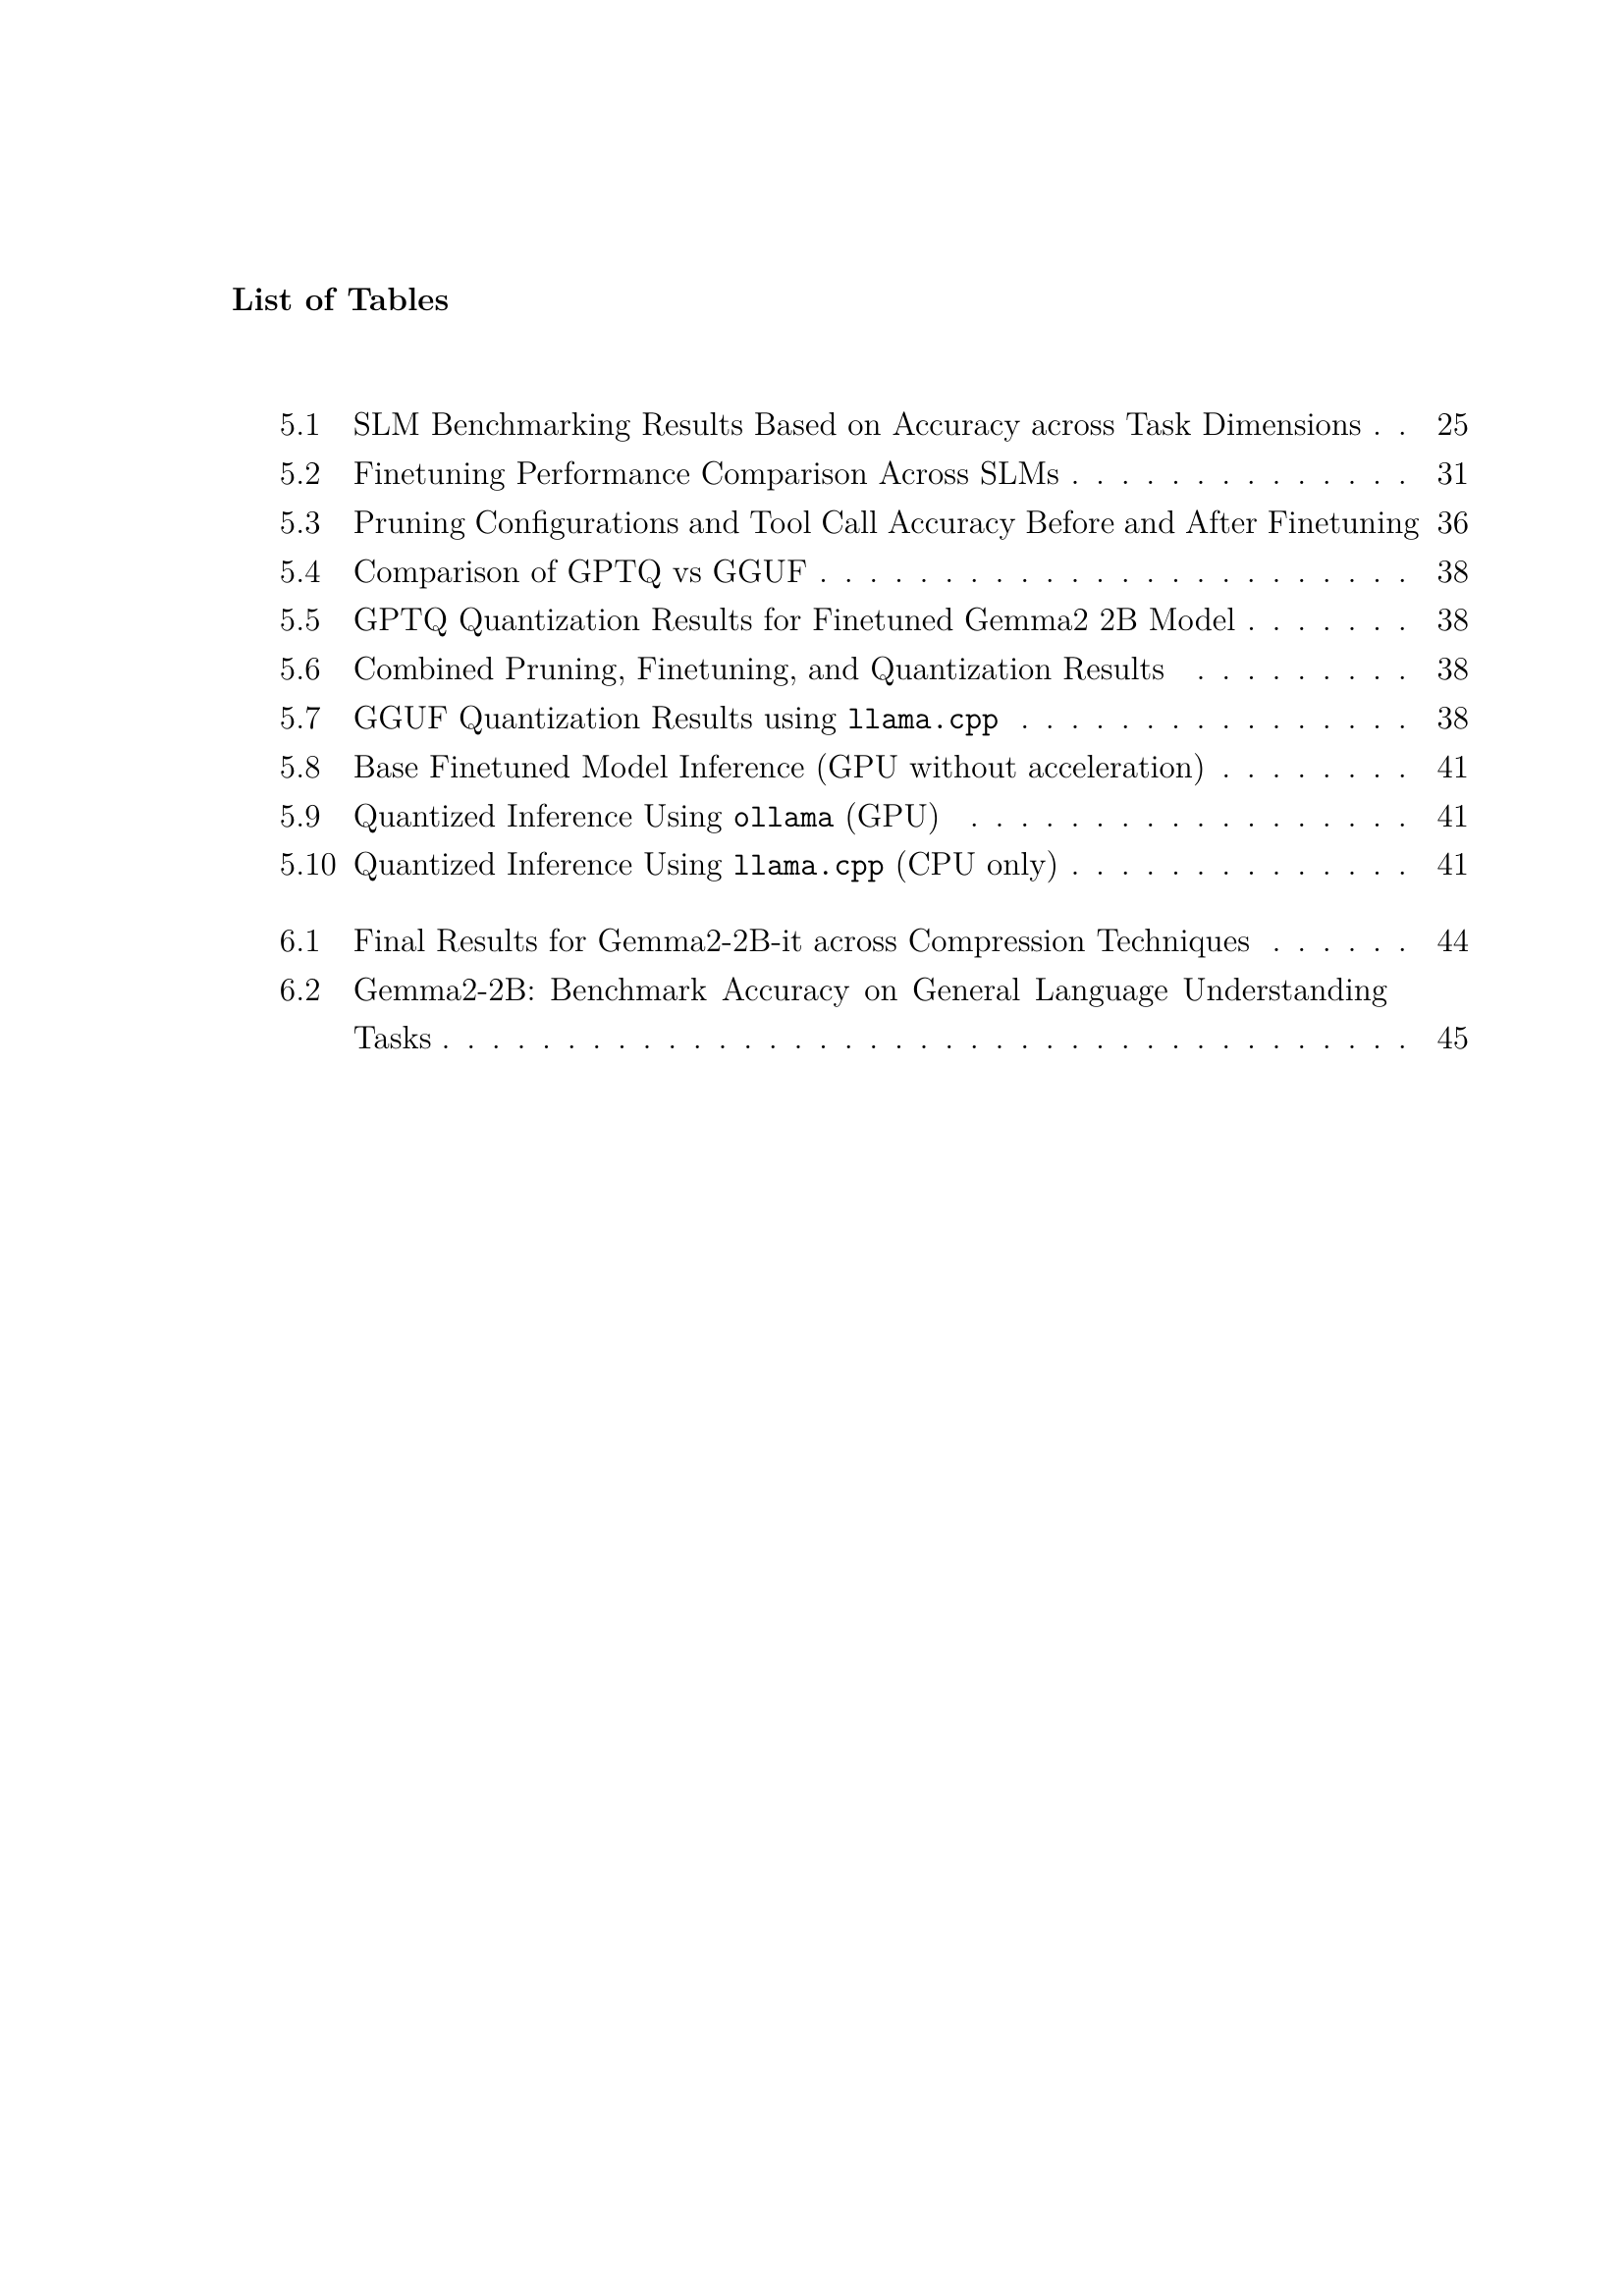 List of Tables
5.1 SLM Benchmarking Results Based on Accuracy across Task Dimensions . . 25
5.2 Finetuning Performance Comparison Across SLMs . . . . . . . . . . . . . . 31
5.3 Pruning Configurations and Tool Call Accuracy Before and After Finetuning 36
5.4 Comparison of GPTQ vs GGUF . . . . . . . . . . . . . . . . . . . . . . . . 38
5.5 GPTQ Quantization Results for Finetuned Gemma2 2B Model . . . . . . . 38
5.6 Combined Pruning, Finetuning, and Quantization Results . . . . . . . . . 38
5.7 GGUF Quantization Results using llama.cpp . . . . . . . . . . . . . . . . 38
5.8 Base Finetuned Model Inference (GPU without acceleration) . . . . . . . . 41
5.9 Quantized Inference Using ollama (GPU) . . . . . . . . . . . . . . . . . . 41
5.10 Quantized Inference Using llama.cpp (CPU only) . . . . . . . . . . . . . . 41
6.1 Final Results for Gemma2-2B-it across Compression Techniques . . . . . . 44
6.2 Gemma2-2B: Benchmark Accuracy on General Language Understanding
Tasks . . . . . . . . . . . . . . . . . . . . . . . . . . . . . . . . . . . . . . . 45